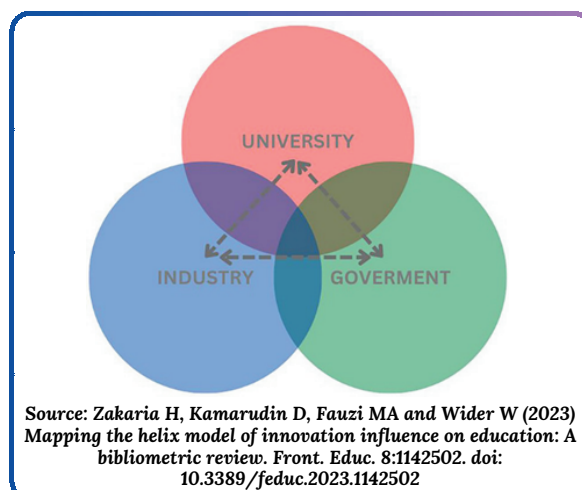 UNIVERSITY
INDUSTRY
GOVERMENT
Source: Zakaria H, Kamarudin D, Fauzi MA and Wider W (2023)
Mapping the helix model of innovation influence on education: A
bibliometric review. Front. Educ. 8:1142502. doi:
10.3389/feduc.2023.1142502